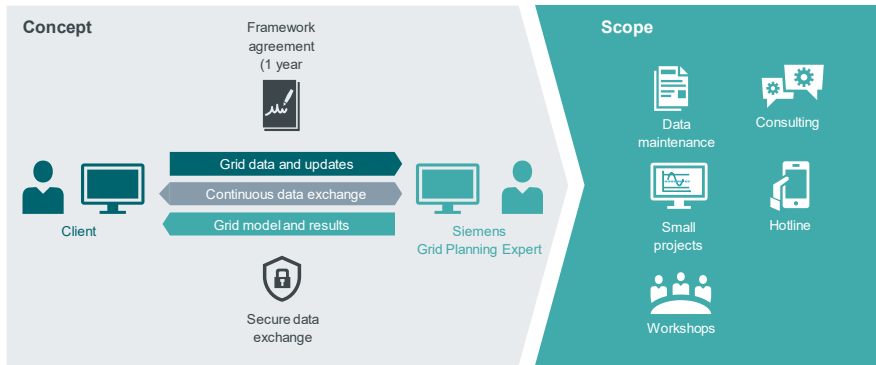 Concept
Framework
agreement
(1 year
Grid data and updates
Continuous data exchange
Grid model and results
Client
Siemens
Grid Planning Expert
Secure data
exchange
Scope
Data
maintenance
Consulting
Small
projects
Hotline
Workshops